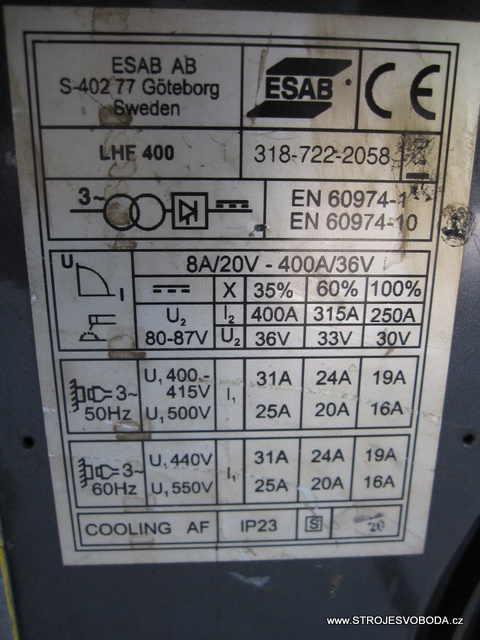 ESAB AB
S-402 77 Göteborg
Sweden
ESAB
CE
LHF 400
318-722-2058
3~
EN 60974-1
EN 60974-10
U
I
8A/20V - 400A/36V
X 35% 60% 100%
U₂ I₂ 400A 315A 250A
80-87V U₂ 36V 33V 30V
3~ 50Hz
U₁ 400-415V I₁ 31A 24A 19A
U₁ 500V 25A 20A 16A
3~ 60Hz
U₁ 440V I₁ 31A 24A 19A
U₁ 550V 25A 20A 16A
COOLING AF IP23 S
www.STROJESVOBODA.cz